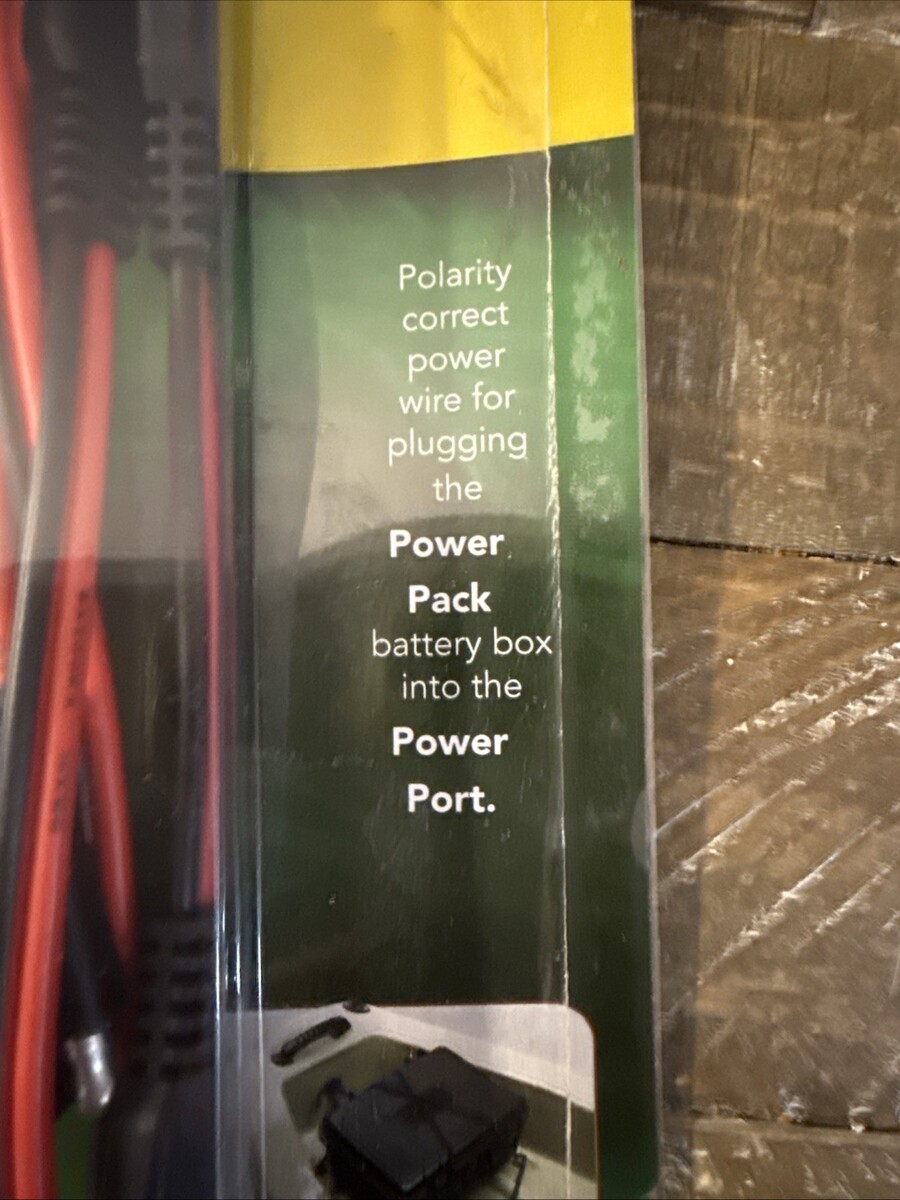 Polarity
correct
power
wire for
plugging
the
Power
Pack
battery box
into the
Power
Port.